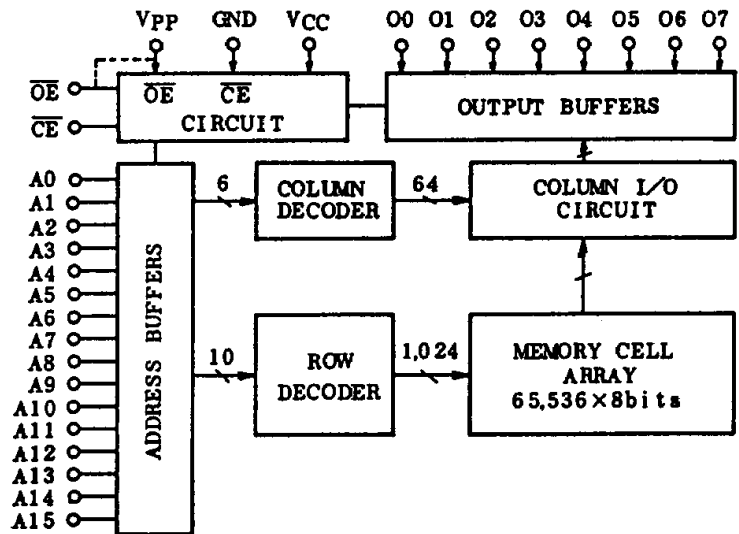 VPP GND VCC O0 O1 O2 O3 O4 O5 O6 O7
OE
CE
OE CE
CIRCUIT
OUTPUT BUFFERS
A0
A1
A2
A3
A4
A5
A6
A7
A8
A9
A10
A11
A12
A13
A14
A15
ADDRESS BUFFERS
6
COLUMN
DECODER
64
COLUMN I/O
CIRCUIT
10
ROW
DECODER
1,024
MEMORY CELL
ARRAY
65,536×8bits